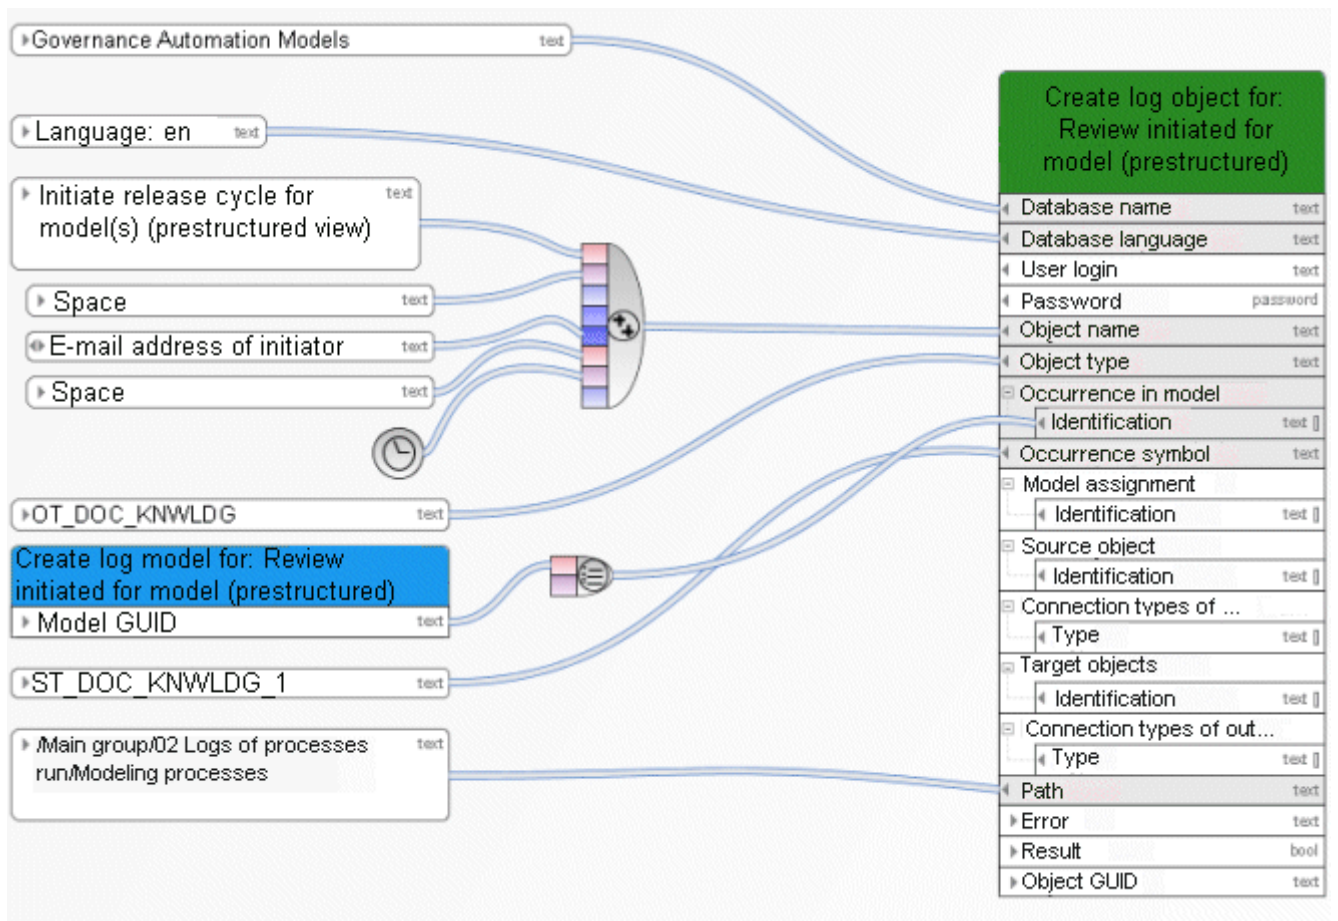 Governance Automation Models text
Language: en text
Initiate release cycle for text
model(s) (prestructured view)
Space text
E-mail address of initiator text
Space text
OT_DOC_KNWLDG text
Create log model for: Review
initiated for model (prestructured)
Model GUID text
ST_DOC_KNWLDG_1 text
/Main group/02 Logs of processes text
run/Modeling processes
Create log object for:
Review initiated for
model (prestructured)
Database name text
Database language text
User login text
Password password
Object name text
Object type text
Occurrence in model
Identification text []
Occurrence symbol text
Model assignment
Identification text []
Source object
Identification text []
Connection types of ...
Type text []
Target objects
Identification text []
Connection types of out...
Type text []
Path text
Error text
Result bool
Object GUID text